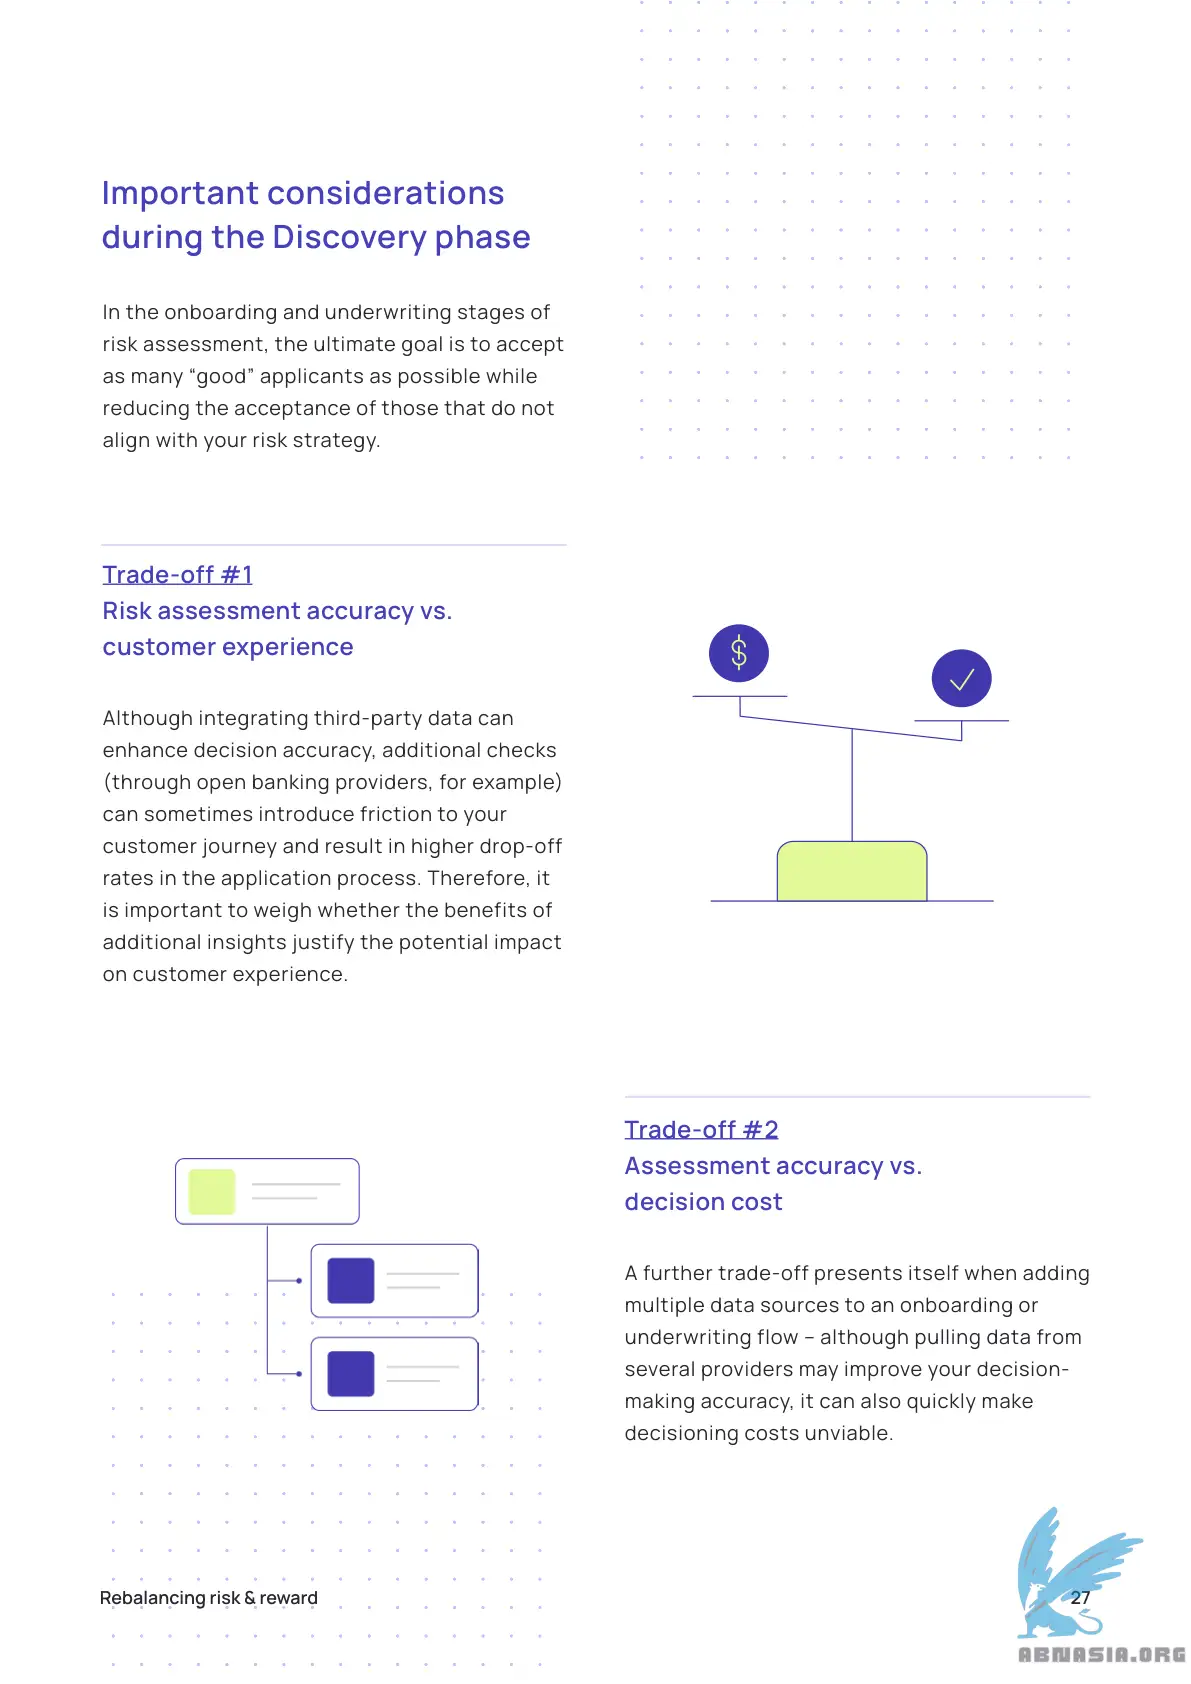 Important considerations
during the Discovery phase
In the onboarding and underwriting stages of
risk assessment, the ultimate goal is to accept
as many “good” applicants as possible while
reducing the acceptance of those that do not
align with your risk strategy.
Trade-off #1
Risk assessment accuracy vs.
customer experience
Although integrating third-party data can
enhance decision accuracy, additional checks
(through open banking providers, for example)
can sometimes introduce friction to your
customer journey and result in higher drop-off
rates in the application process. Therefore, it
is important to weigh whether the benefits of
additional insights justify the potential impact
on customer experience.
$
Trade-off #2
Assessment accuracy vs.
decision cost
A further trade-off presents itself when adding
multiple data sources to an onboarding or
underwriting flow – although pulling data from
several providers may improve your decision-
making accuracy, it can also quickly make
decisioning costs unviable.
Rebalancing risk & reward
27
ABNASIA.ORG